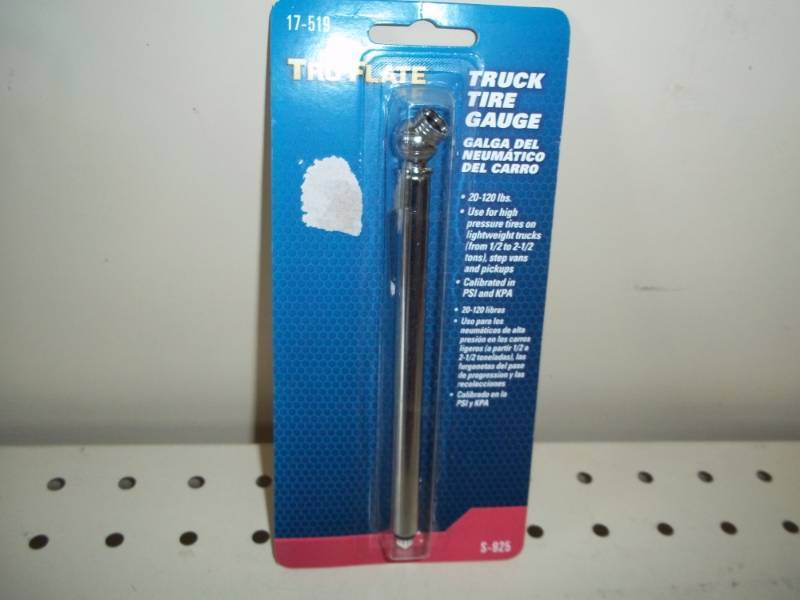 17-519
TRU-FLATE
TRUCK
TIRE
GAUGE
GALGA DEL
NEUMÁTICO
DEL CARRO
• 20-120 lbs.
• Use for high
pressure tires on
lightweight trucks
(from 1/2 to 2-1/2
tons), step vans
and pickups
• Calibrated in
PSI and KPA
• 20-120 libras
• Uso para los
neumáticos de alta
presión en los carros
ligeros (a partir 1/2 a
2-1/2 toneladas), las
furgonetas del paso
de progression y las
recolecciones
• Calibrado en la
PSI y KPA
S-925